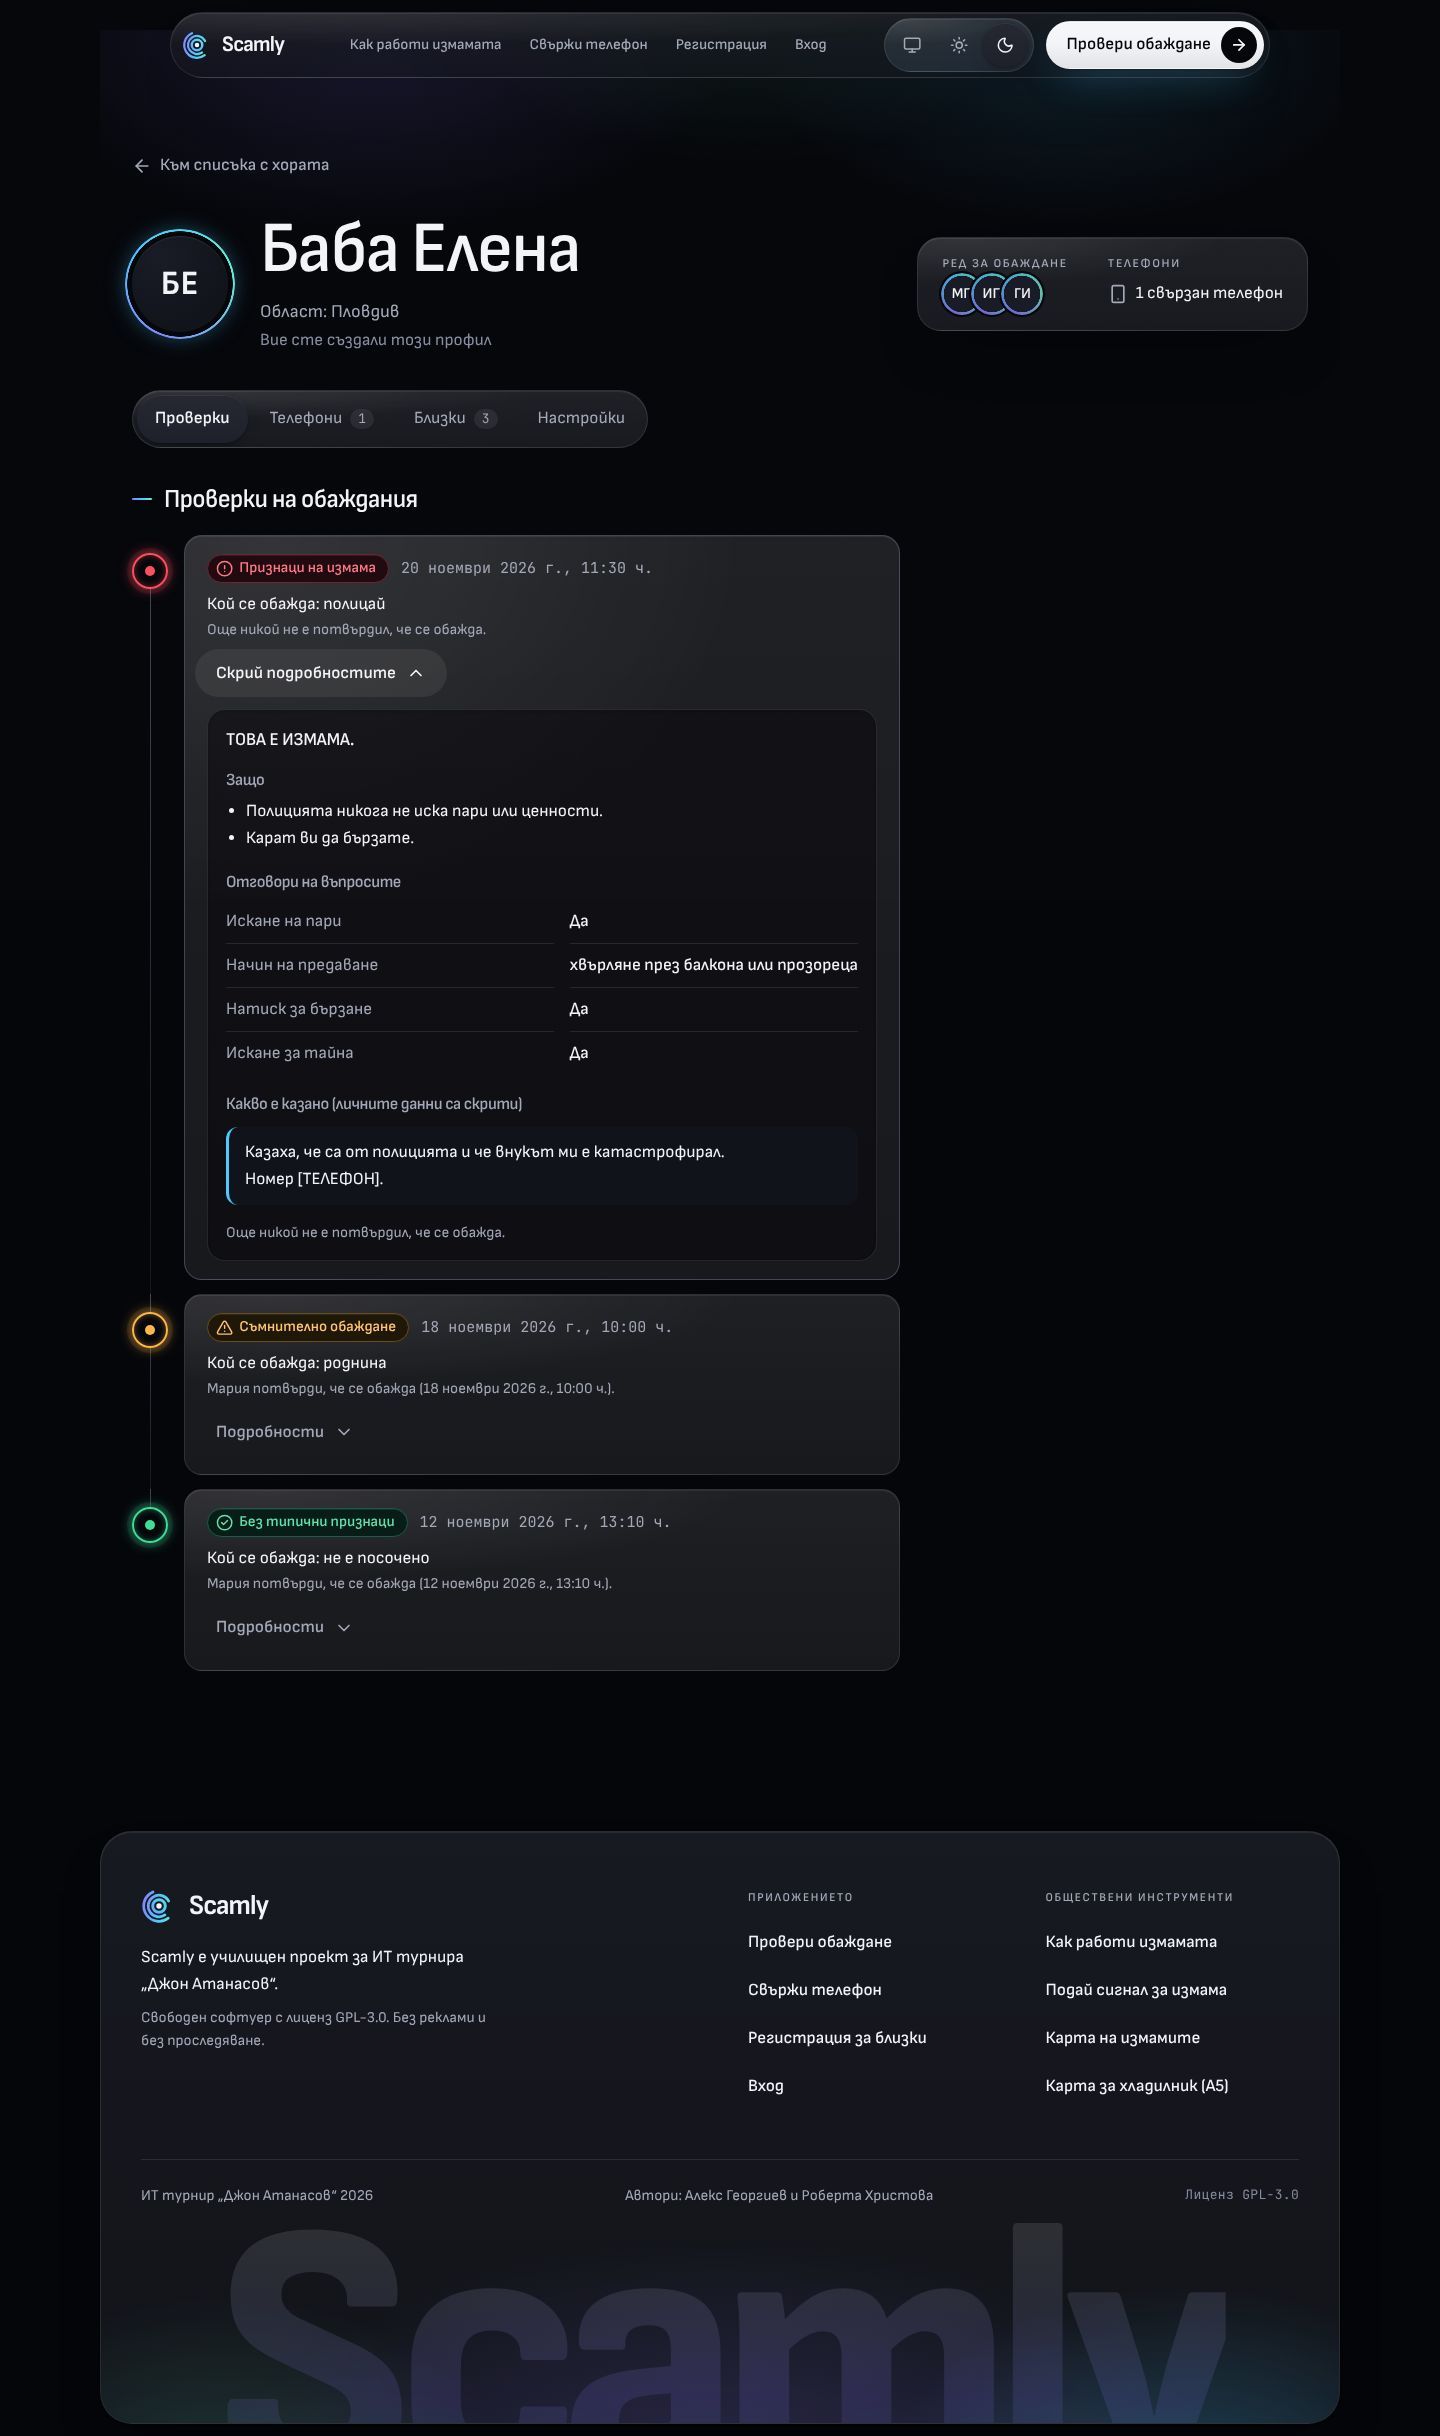 Scamly
Как работи измамата
Свържи телефон
Регистрация
Вход
Провери обаждане
Към списъка с хората
БЕ
Баба Елена
Област: Пловдив
Вие сте създали този профил
РЕД ЗА ОБАЖДАНЕ
МГ ИГ ГИ
ТЕЛЕФОНИ
1 свързан телефон
Проверки
Телефони 1
Близки 3
Настройки
Проверки на обаждания
Признаци на измама 20 ноември 2026 г., 11:30 ч.
Кой се обажда: полицай
Още никой не е потвърдил, че се обажда.
Скрий подробностите
ТОВА Е ИЗМАМА.
Защо
• Полицията никога не иска пари или ценности.
• Карат ви да бързате.
Отговори на въпросите
Искане на пари Да
Начин на предаване хвърляне през балкона или прозореца
Натиск за бързане Да
Искане за тайна Да
Какво е казано (личните данни са скрити)
Казаха, че са от полицията и че внукът ми е катастрофирал.
Номер [ТЕЛЕФОН].
Още никой не е потвърдил, че се обажда.
Съмнително обаждане 18 ноември 2026 г., 10:00 ч.
Кой се обажда: роднина
Мария потвърди, че се обажда (18 ноември 2026 г., 10:00 ч.).
Подробности
Без типични признаци 12 ноември 2026 г., 13:10 ч.
Кой се обажда: не е посочено
Мария потвърди, че се обажда (12 ноември 2026 г., 13:10 ч.).
Подробности
Scamly
Scamly е училищен проект за ИТ турнира
„Джон Атанасов“.
Свободен софтуер с лиценз GPL-3.0. Без реклами и
без проследяване.
ПРИЛОЖЕНИЕТО
Провери обаждане
Свържи телефон
Регистрация за близки
Вход
ОБЩЕСТВЕНИ ИНСТРУМЕНТИ
Как работи измамата
Подай сигнал за измама
Карта на измамите
Карта за хладилник (А5)
ИТ турнир „Джон Атанасов“ 2026
Автори: Алекс Георгиев и Роберта Христова
Лиценз GPL-3.0
Scamly